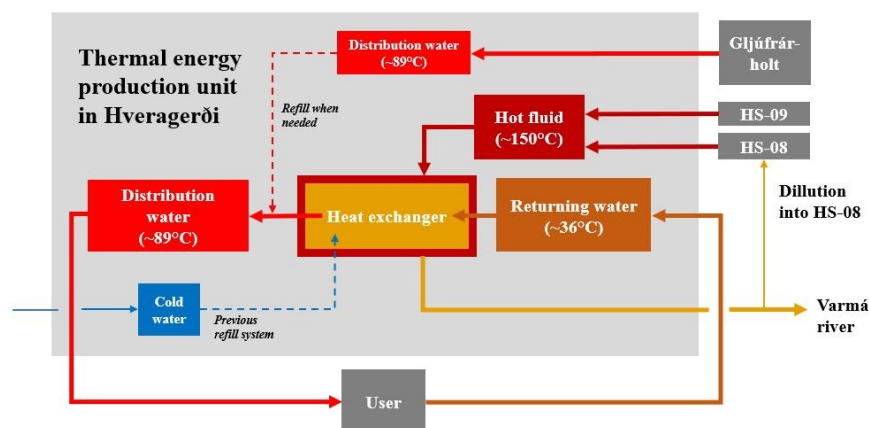 Thermal energy
production unit
in Hveragerði
Distribution water
(~89°C)
Gljúfrár-
holt
Refill when
needed
Hot fluid
(~150°C)
HS-09
HS-08
Distribution
water
(~89°C)
Heat exchanger
Returning water
(~36°C)
Dillution
into HS-08
Cold
water
Previous
refill system
Varmá
river
User